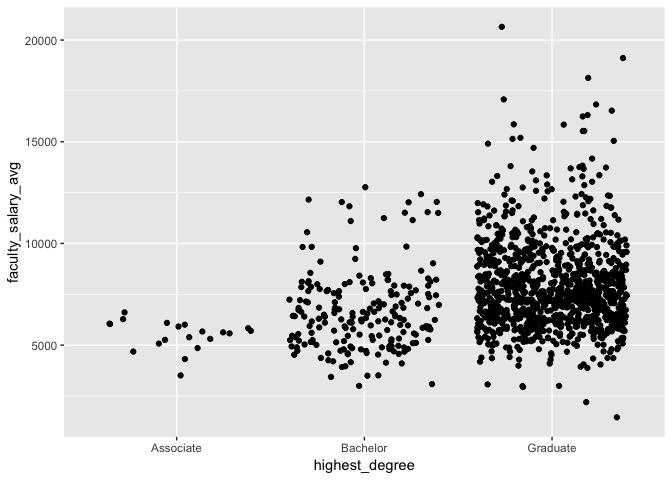 20000
15000
10000
5000
faculty_salary_avg
Associate
Bachelor
Graduate
highest_degree